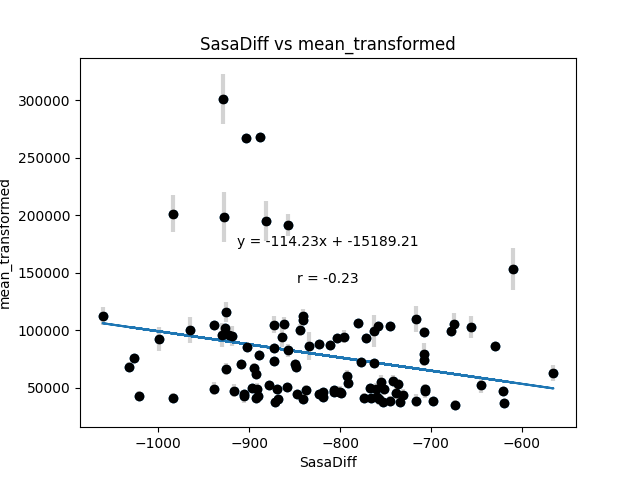 SasaDiff vs mean_transformed
300000
250000
200000
150000
100000
50000
mean_transformed
y = -114.23x + -15189.21
r = -0.23
−1000
−900
−800
−700
−600
SasaDiff